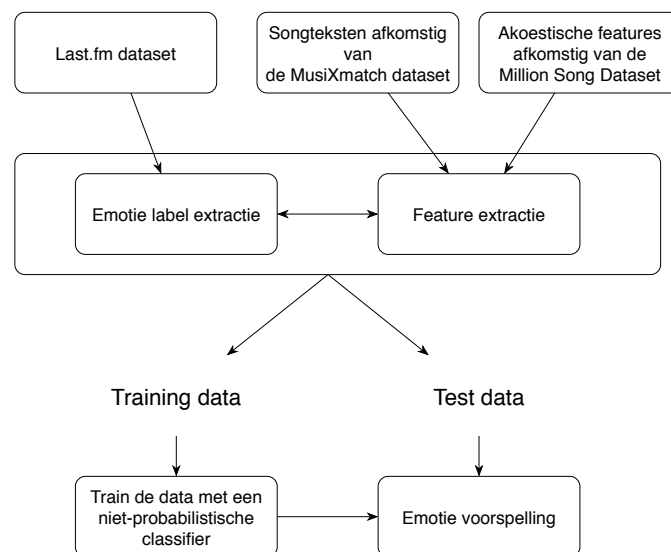 Last.fm dataset
Songteksten afkomstig
van
de MusiXmatch dataset
Akoestische features
afkomstig van de
Million Song Dataset
Emotie label extractie
Feature extractie
Training data
Test data
Train de data met een
niet-probabilistische
classifier
Emotie voorspelling